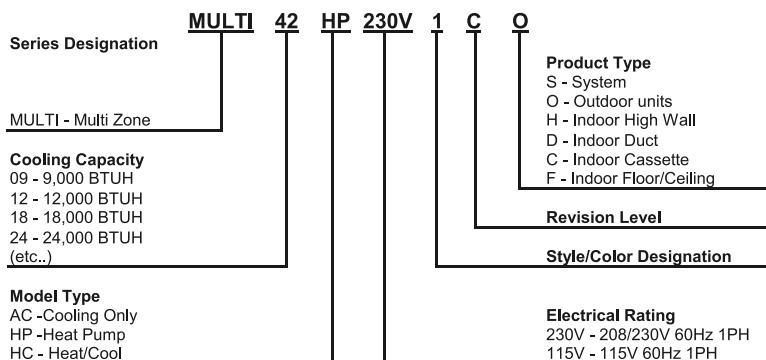 MULTI 42 HP 230V 1 C O
Series Designation
MULTI - Multi Zone
Cooling Capacity
09 - 9,000 BTUH
12 - 12,000 BTUH
18 - 18,000 BTUH
24 - 24,000 BTUH
(etc..)
Model Type
AC -Cooling Only
HP -Heat Pump
HC - Heat/Cool
Product Type
S - System
O - Outdoor units
H - Indoor High Wall
D - Indoor Duct
C - Indoor Cassette
F - Indoor Floor/Ceiling
Revision Level
Style/Color Designation
Electrical Rating
230V - 208/230V 60Hz 1PH
115V - 115V 60Hz 1PH